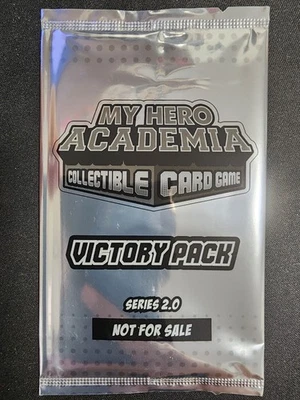 MY HERO
ACADEMIA
COLLECTIBLE CARD GAME
VICTORY PACK
SERIES 2.0
NOT FOR SALE